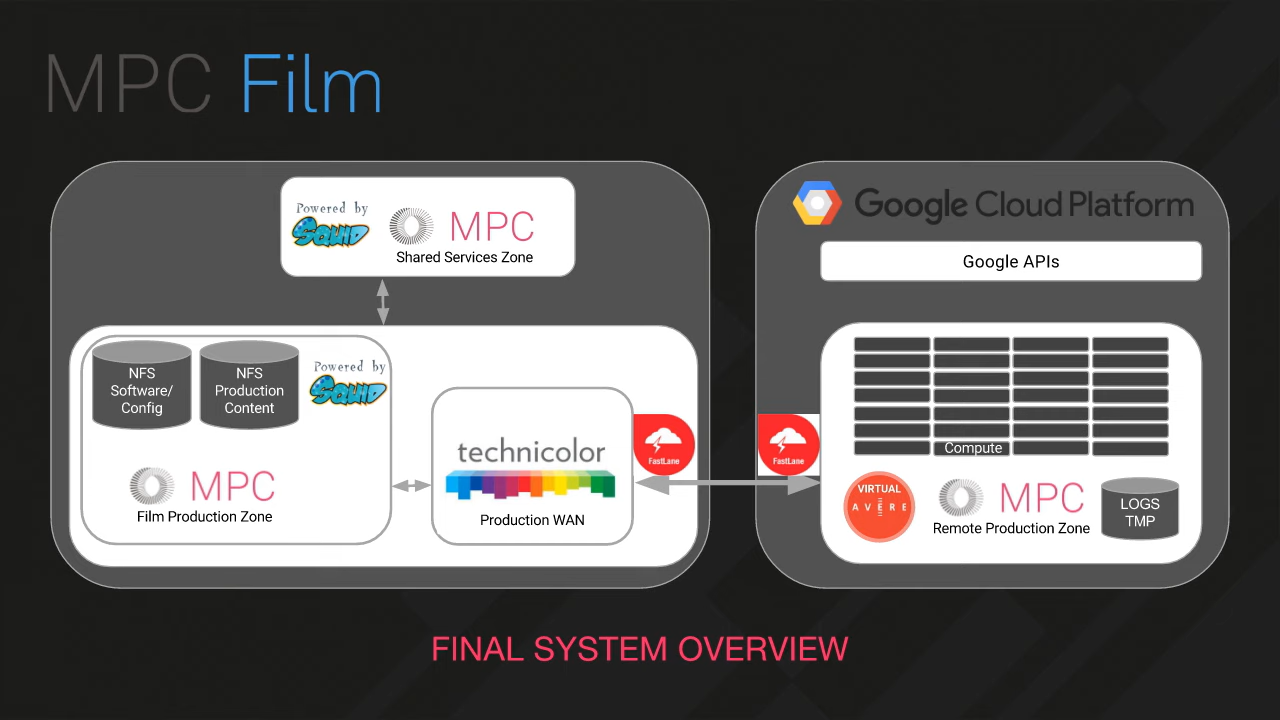 MPC Film
Powered by
SQUID
MPC
Shared Services Zone
NFS
Software/
Config
NFS
Production
Content
Powered by
SQUID
MPC
Film Production Zone
technicolor
Production WAN
FastLane
FastLane
Google Cloud Platform
Google APIs
Compute
VIRTUAL
AVERE
MPC
Remote Production Zone
LOGS
TMP
FINAL SYSTEM OVERVIEW